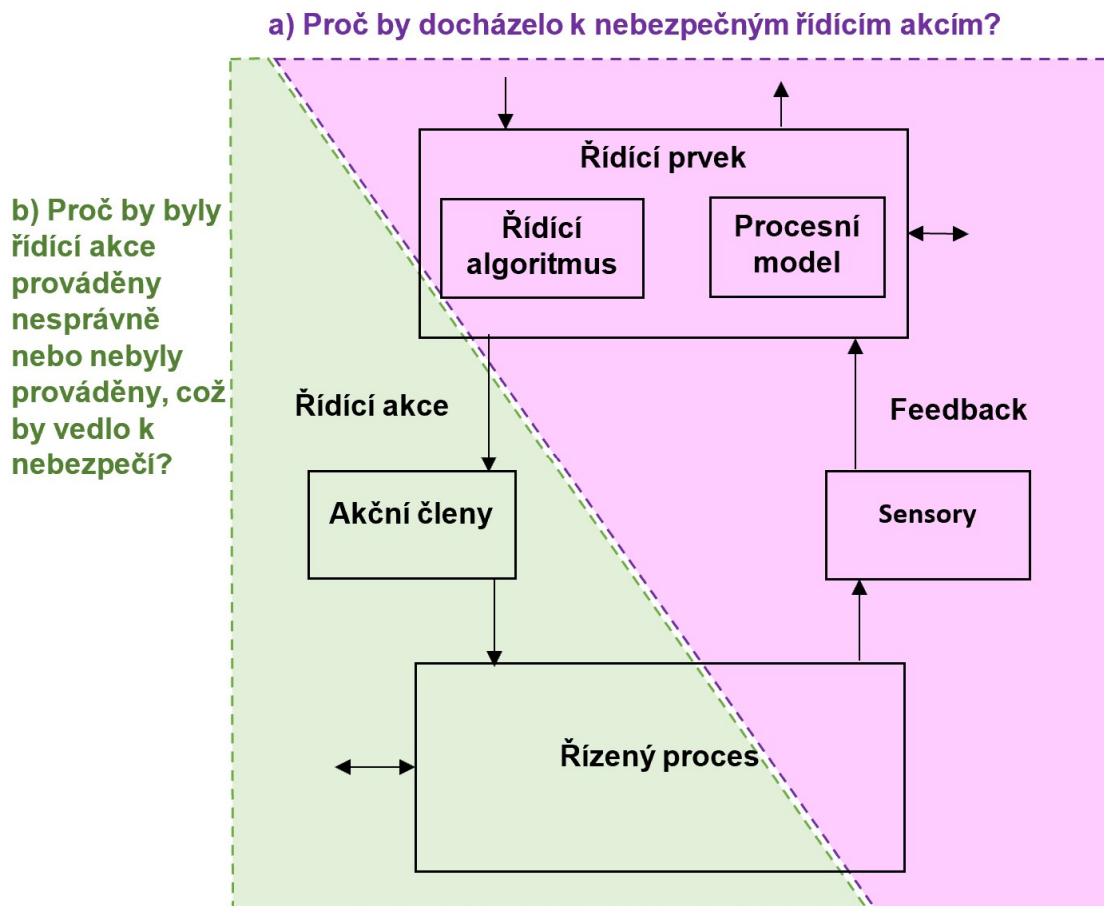 a) Proč by docházelo k nebezpečným řídícím akcím?
Řídící prvek
Řídící
algoritmus
Procesní
model
b) Proč by byly
řídící akce
prováděny
nesprávně
nebo nebyly
prováděny, což
by vedlo k
nebezpečí?
Řídící akce
Feedback
Akční členy
Sensory
Řízený proces